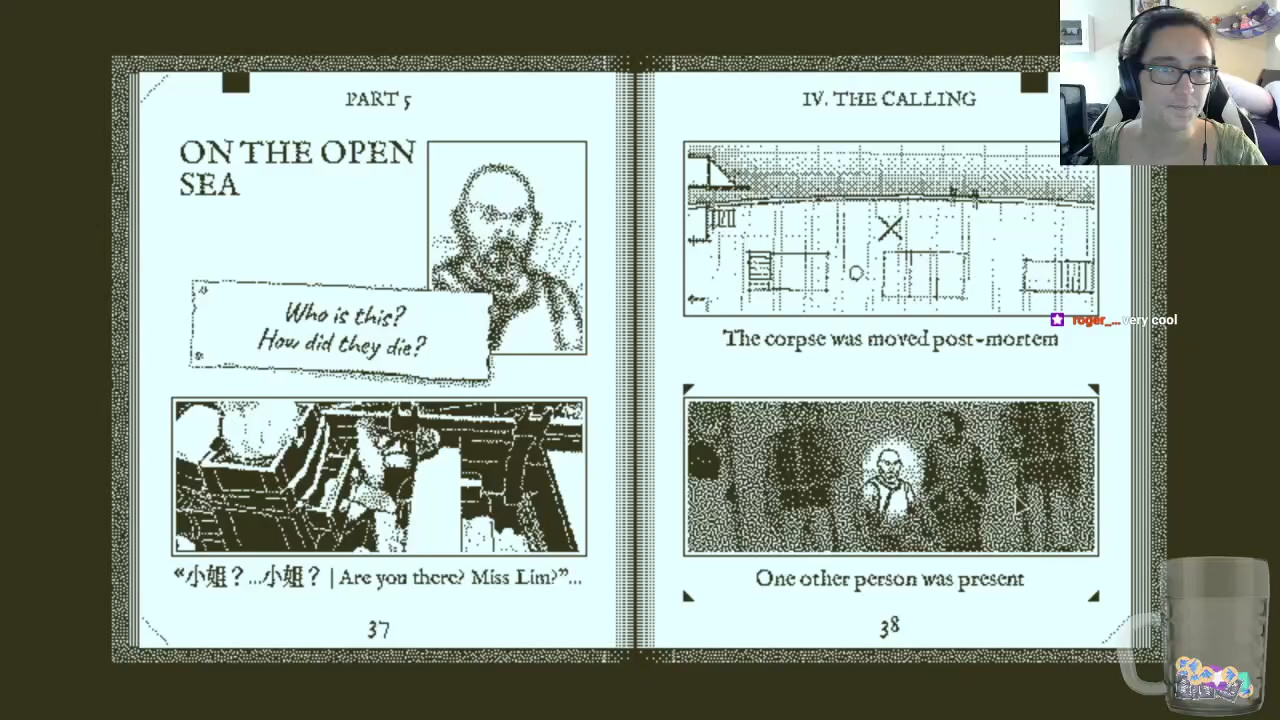 PART 5
ON THE OPEN
SEA
Who is this?
How did they die?
“小姐？...小姐？ | Are you there? Miss Lim?”...
37
IV. THE CALLING
The corpse was moved post-mortem
One other person was present
38
roger_... very cool